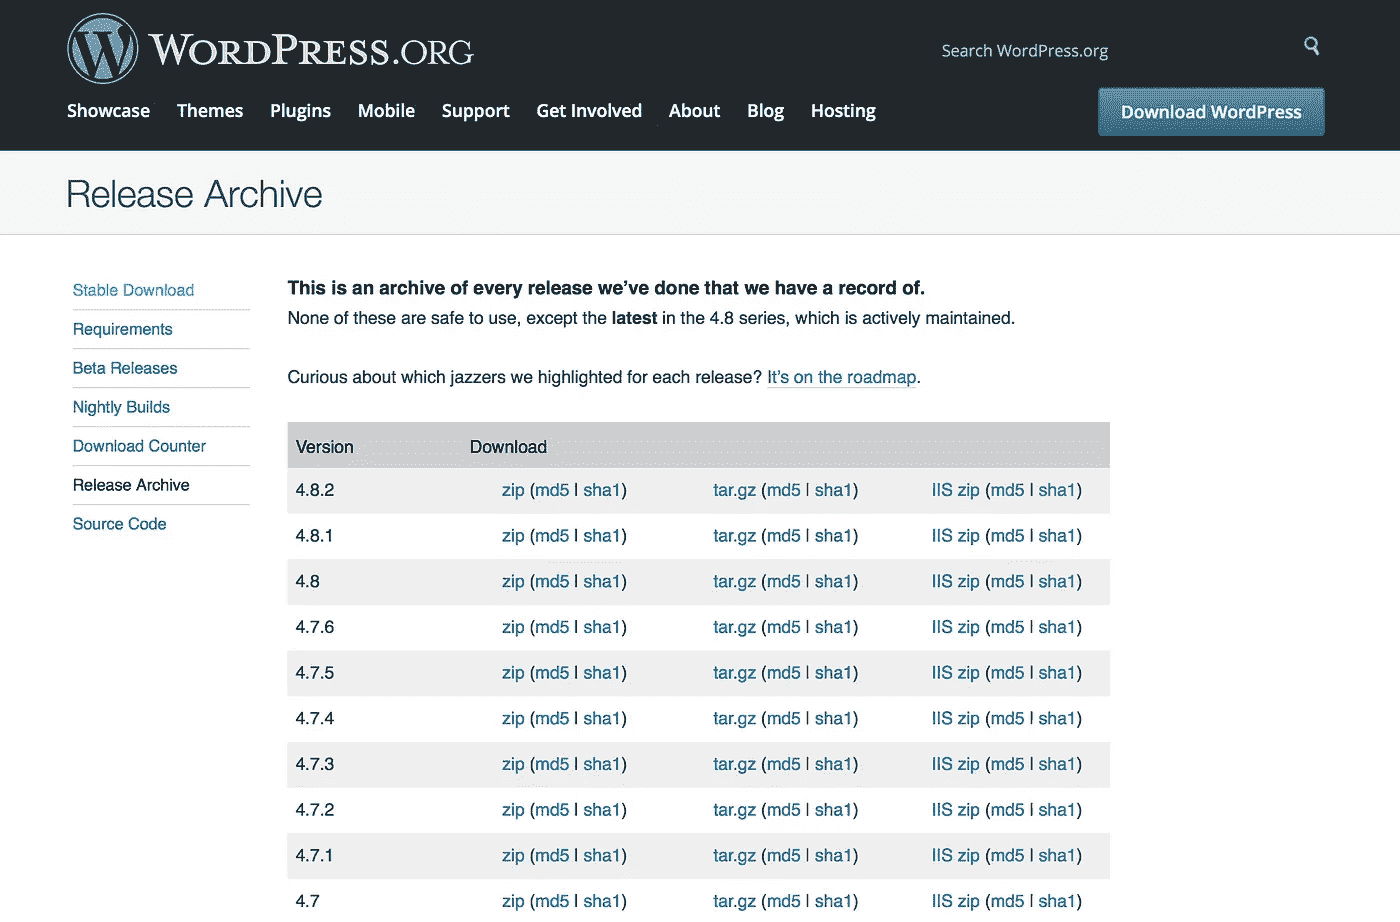 WORDPRESS.ORG
Search WordPress.org
Showcase Themes Plugins Mobile Support Get Involved About Blog Hosting
Download WordPress
Release Archive
Stable Download
Requirements
Beta Releases
Nightly Builds
Download Counter
Release Archive
Source Code
This is an archive of every release we've done that we have a record of.
None of these are safe to use, except the latest in the 4.8 series, which is actively maintained.
Curious about which jazzers we highlighted for each release? It's on the roadmap.
Version Download
4.8.2 zip (md5 | sha1) tar.gz (md5 | sha1) IIS zip (md5 | sha1)
4.8.1 zip (md5 | sha1) tar.gz (md5 | sha1) IIS zip (md5 | sha1)
4.8 zip (md5 | sha1) tar.gz (md5 | sha1) IIS zip (md5 | sha1)
4.7.6 zip (md5 | sha1) tar.gz (md5 | sha1) IIS zip (md5 | sha1)
4.7.5 zip (md5 | sha1) tar.gz (md5 | sha1) IIS zip (md5 | sha1)
4.7.4 zip (md5 | sha1) tar.gz (md5 | sha1) IIS zip (md5 | sha1)
4.7.3 zip (md5 | sha1) tar.gz (md5 | sha1) IIS zip (md5 | sha1)
4.7.2 zip (md5 | sha1) tar.gz (md5 | sha1) IIS zip (md5 | sha1)
4.7.1 zip (md5 | sha1) tar.gz (md5 | sha1) IIS zip (md5 | sha1)
4.7 zip (md5 | sha1) tar.gz (md5 | sha1) IIS zip (md5 | sha1)